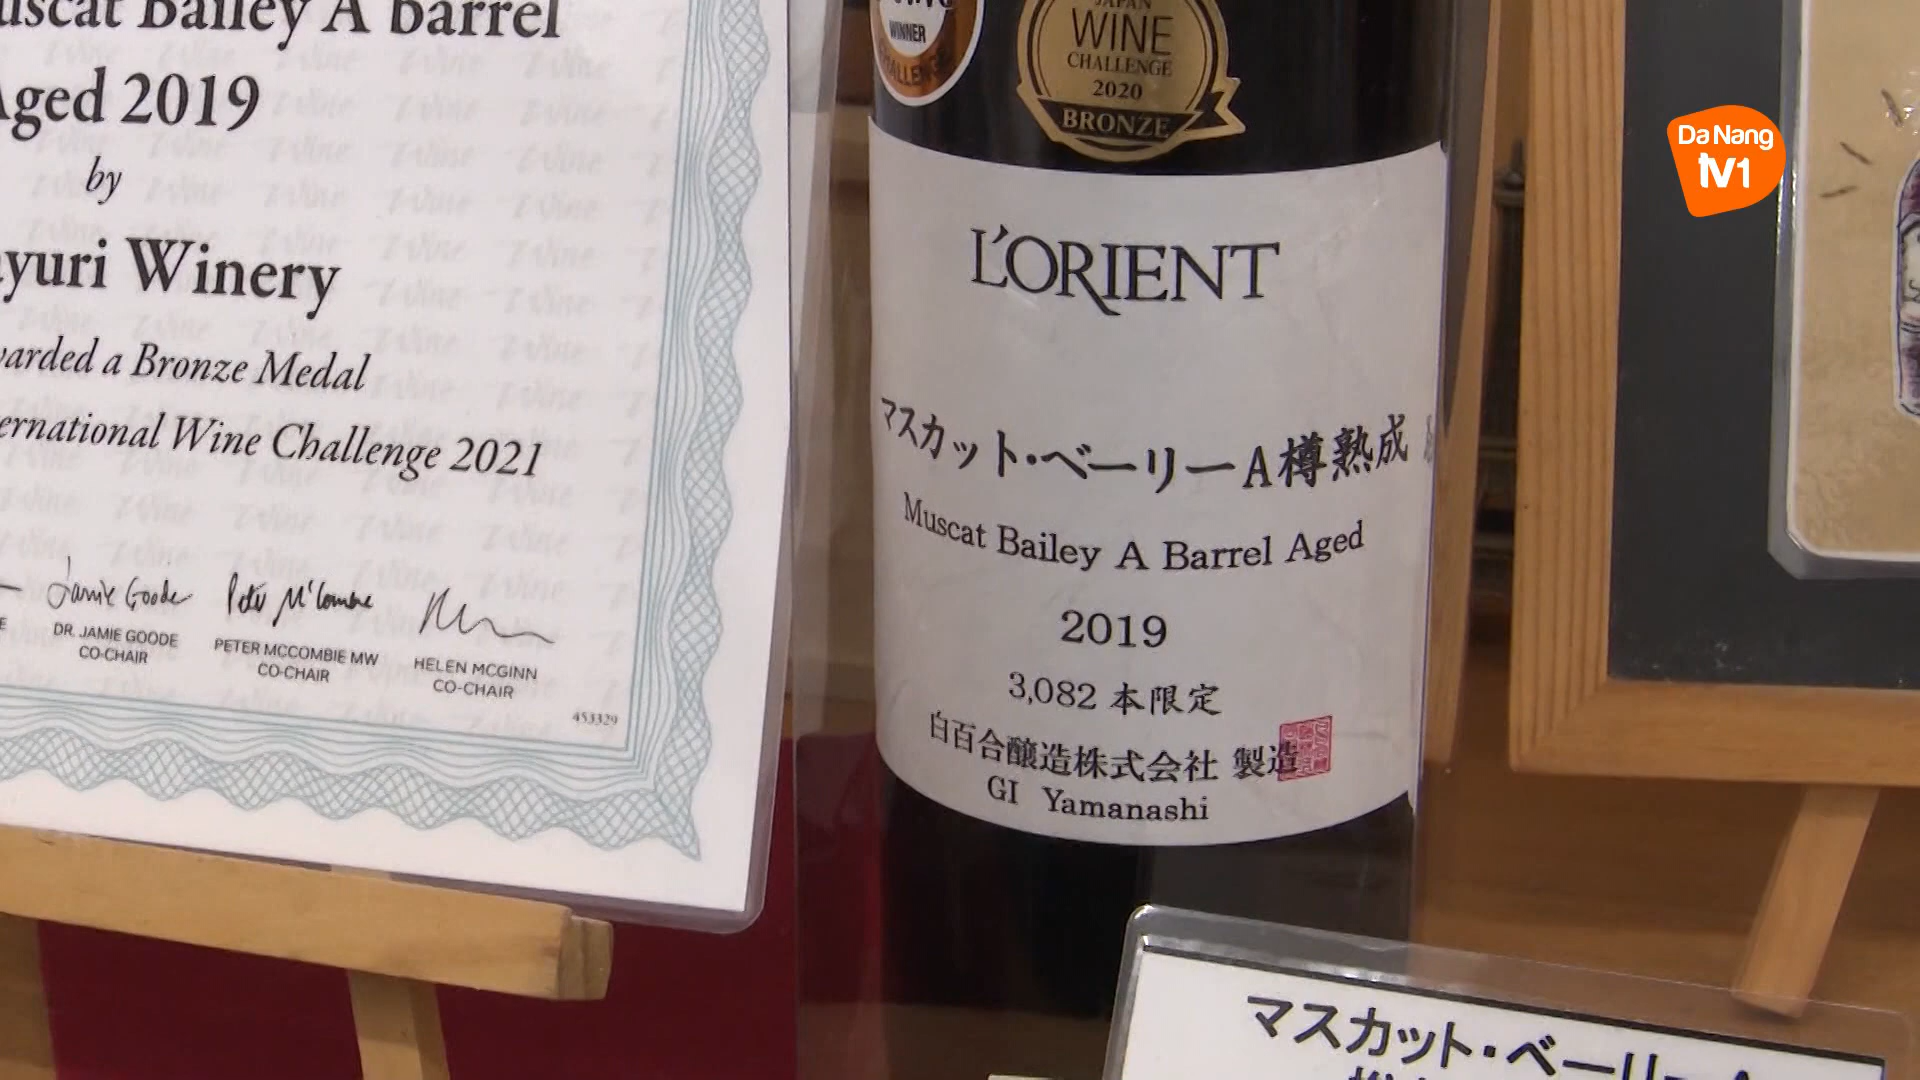 Bailey A Barrel
Aged 2019
by
Winery
a Bronze Medal
Wine Challenge 2021
DR. JAMIE GOODE
CO-CHAIR
PETER MCCOMBIE MW
CO-CHAIR
HELEN MCGINN
CO-CHAIR
453329
WINNER
CHALLENGE
JAPAN
WINE
CHALLENGE
2020
BRONZE
L'ORIENT
マスカット・ベーリーA樽熟成
Muscat Bailey A Barrel Aged
2019
3,082 本限定
白百合醸造株式会社 製造
GI Yamanashi
マスカット・ベーリーA
Da Nang
tv1